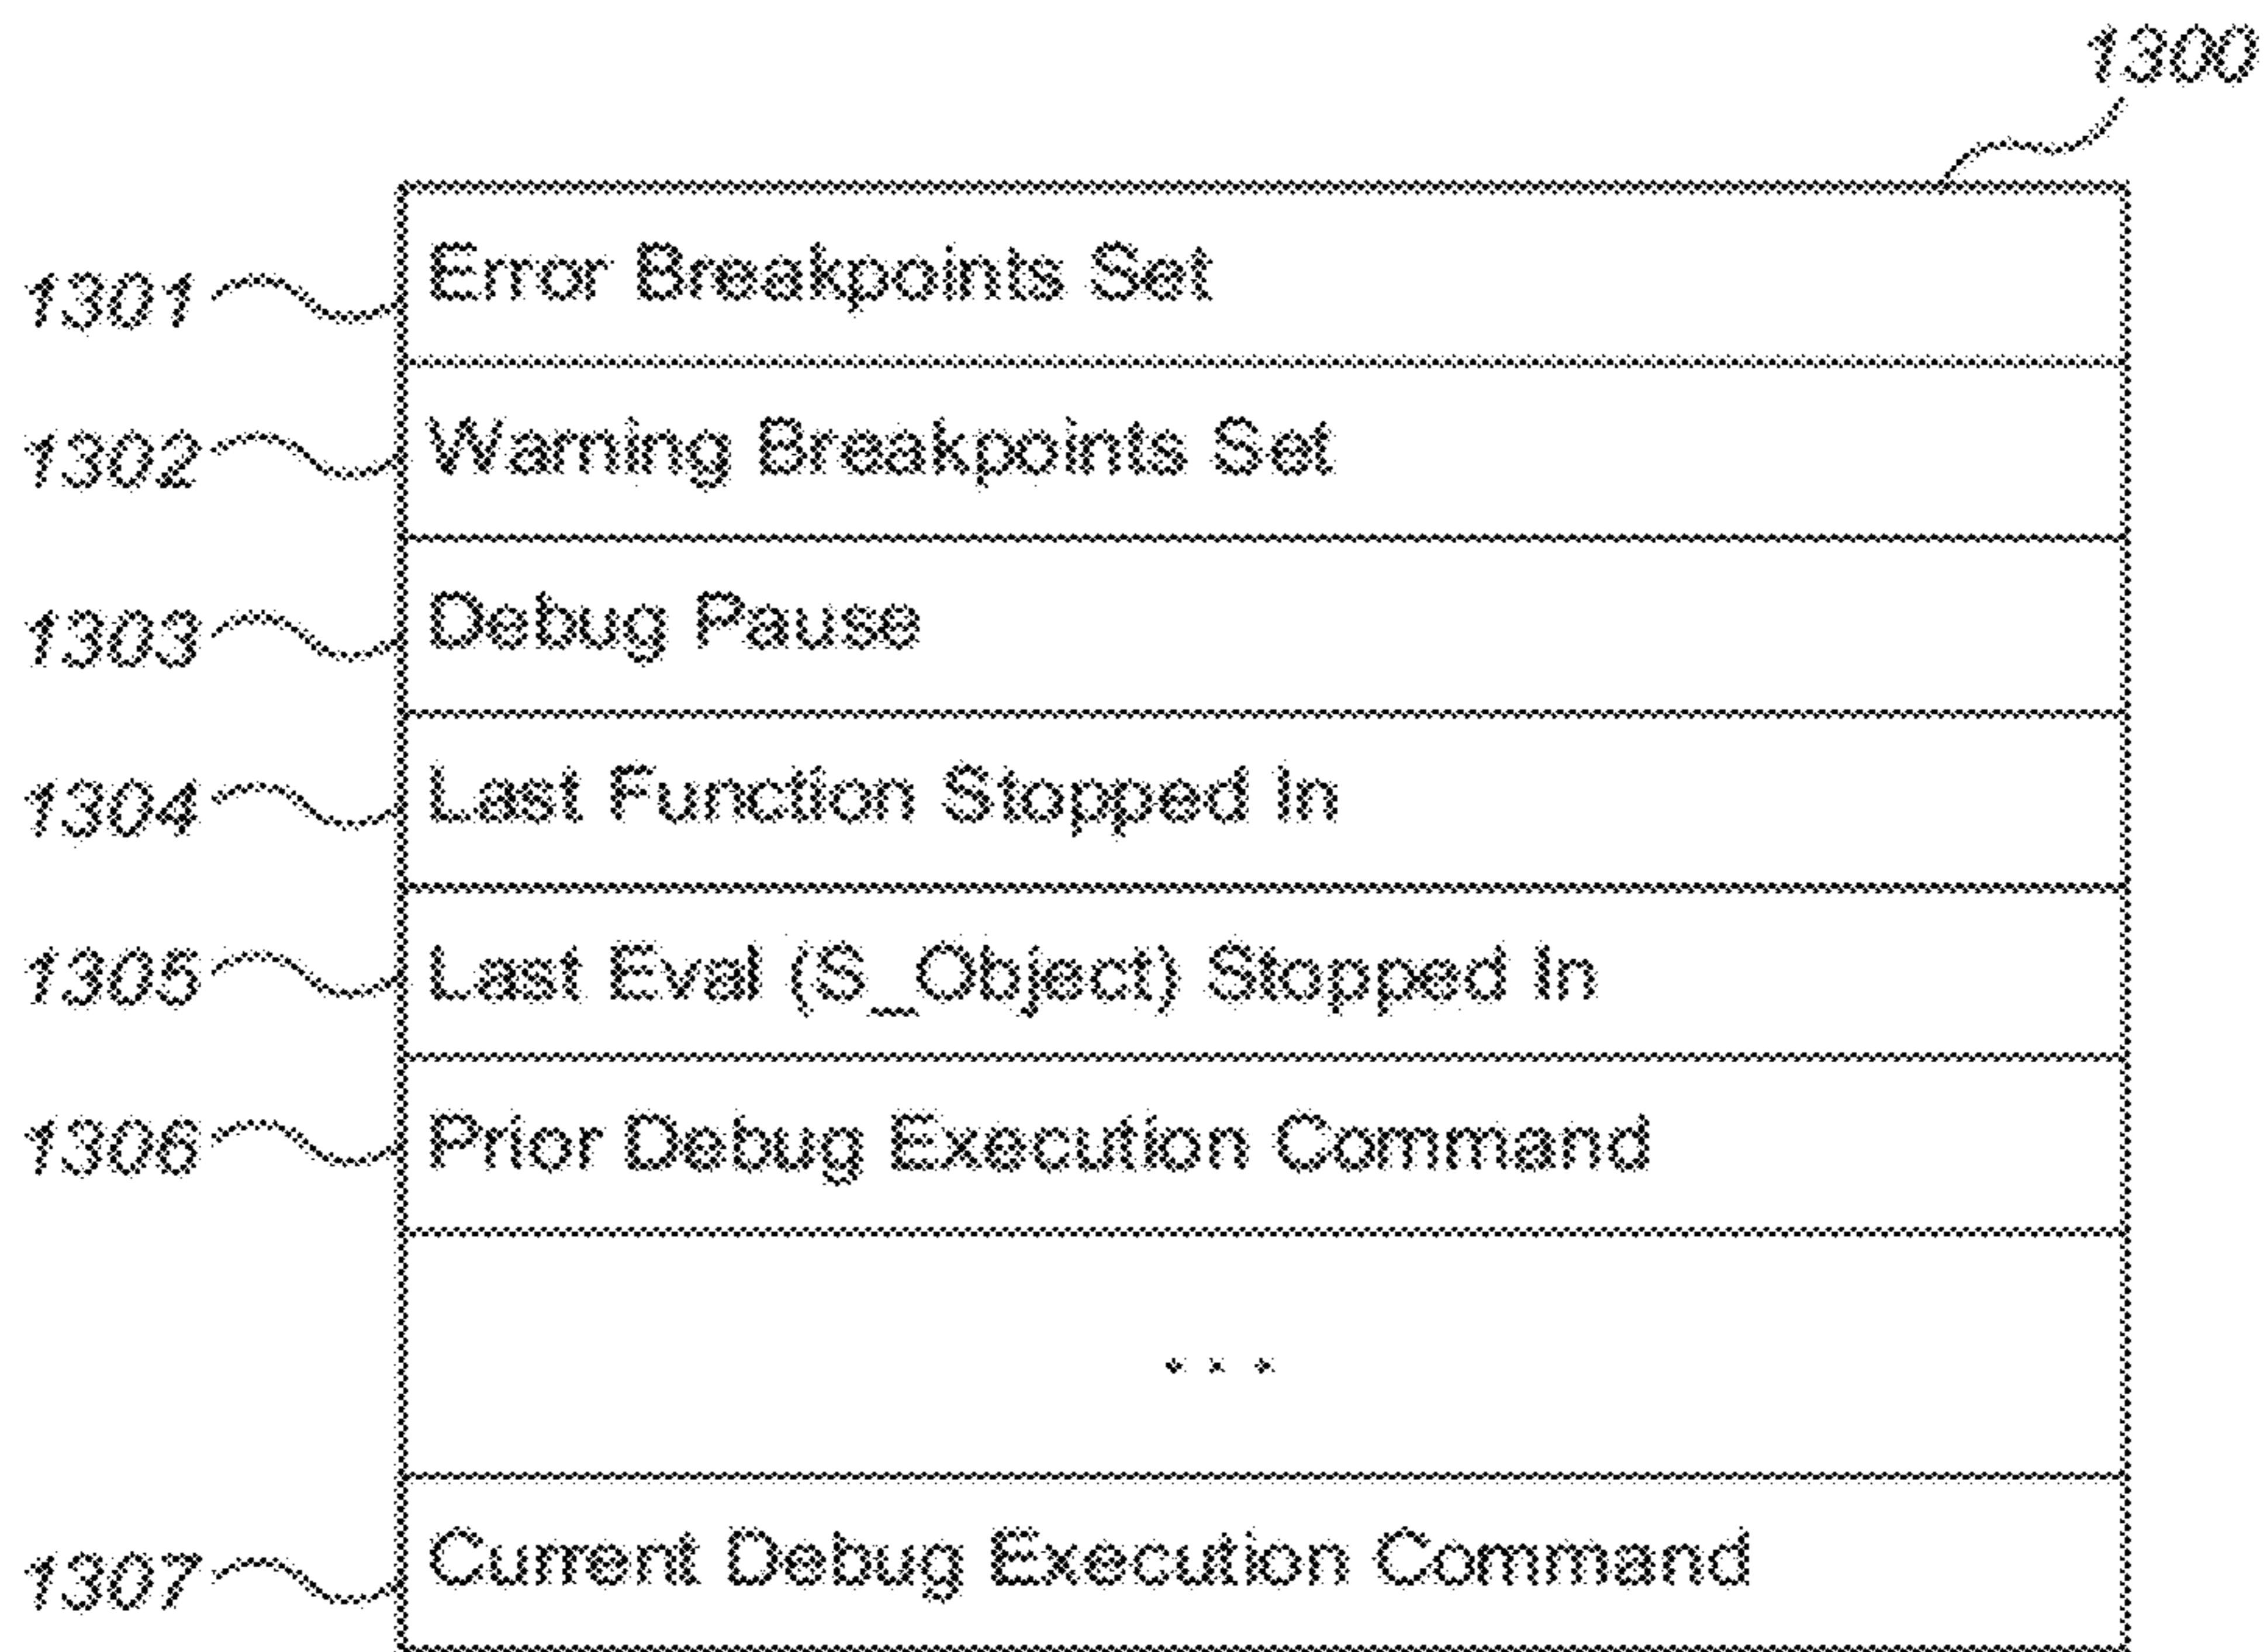 1300
1301 Error Breakpoints Set
1302 Warning Breakpoints Set
1303 Debug Pause
1304 Last Function Stopped In
1305 Last Eval (S_Object) Stopped In
1306 Prior Debug Execution Command
...
1307 Current Debug Execution Command